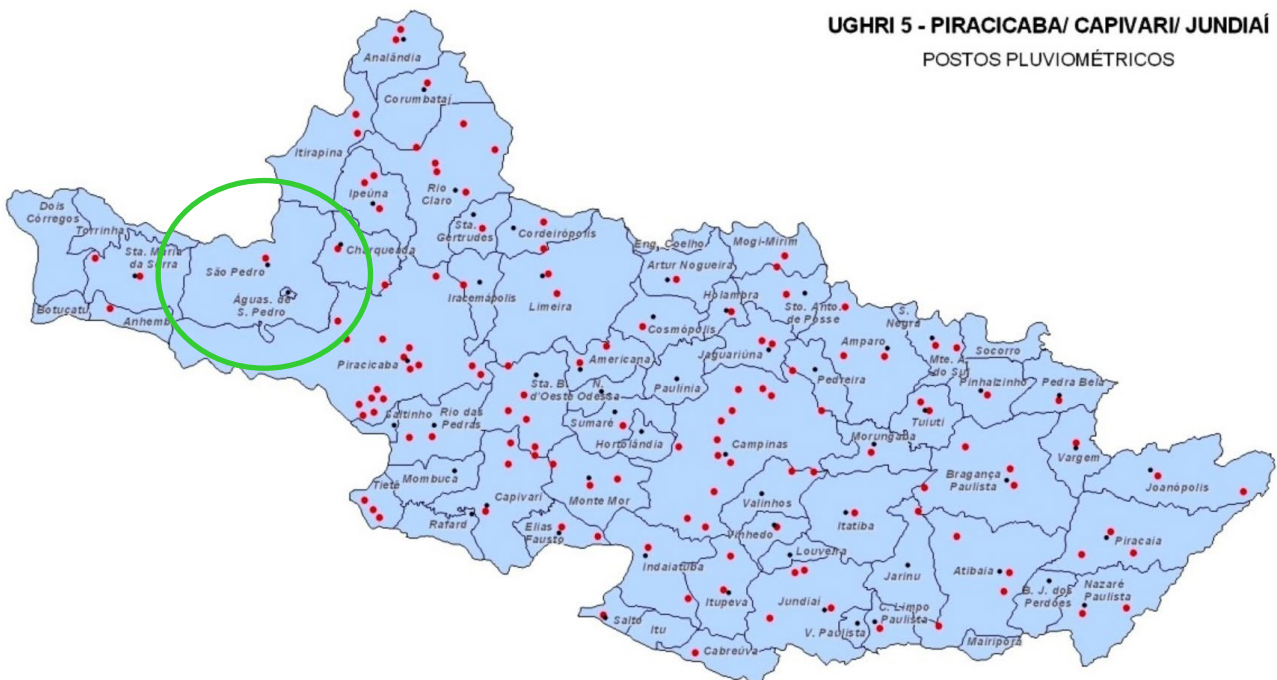 UGHRI 5 - PIRACICABA/ CAPIVARI/ JUNDIAÍ
POSTOS PLUVIOMÉTRICOS
Analândia
Corumbataí
Itirapina
Ipeúna
Rio
Claro
Dois
Córregos
Torrinha
Sta. Maria
da Serra
São Pedro
Águas. de
S. Pedro
Charqueada
Sta.
Gertrudes
Cordeirópolis
Eng. Coelho
Mogi-Mirim
Artur Nogueira
Botucatu
Anhemb
Iracemápolis
Limeira
Holambra
Sto. Anto.
de Posse
S.
Negra
Cosmópolis
Amparo
Socorro
Piracicaba
Americana
Jaguariúna
Mte. A.
do Sul
Pinhalzinho
Pedra Bela
Sta. B.
d'Oeste
N.
Odessa
Paulínia
Pedreira
Saltinho
Rio das
Pedras
Sumaré
Hortolândia
Campinas
Morungaba
Tuiuti
Vargem
Bragança
Paulista
Joanópolis
Mombuca
Tietê
Capivari
Monte Mor
Valinhos
Itatiba
Rafard
Elias
Fausto
Vinhedo
Louveira
Piracaia
Indaiatuba
Jarinu
Atibaia
B. J. dos
Perdões
Nazaré
Paulista
Itupeva
Jundiaí
C. Limpo
Paulista
V. Paulista
Salto
Itu
Cabreúva
Mairiporã